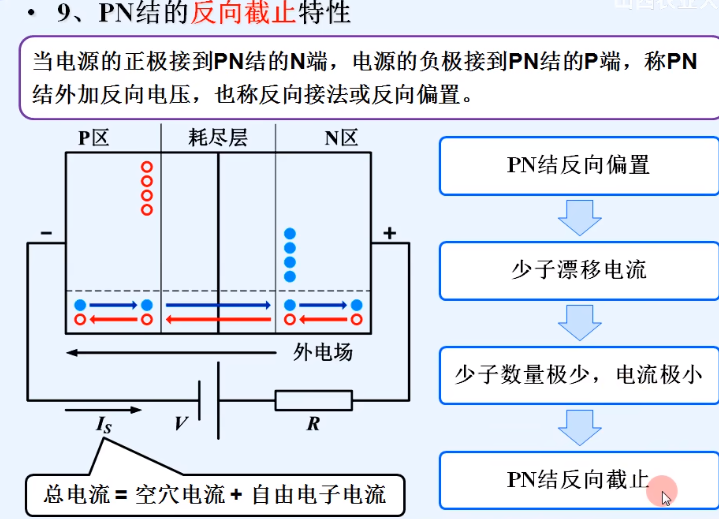 • 9、PN结的反向截止特性
当电源的正极接到PN结的N端，电源的负极接到PN结的P端，称PN
结外加反向电压，也称反向接法或反向偏置。
P区 耗尽层 N区
− +
外电场
I_S V R
总电流 = 空穴电流 + 自由电子电流
PN结反向偏置
少子漂移电流
少子数量极少，电流极小
PN结反向截止